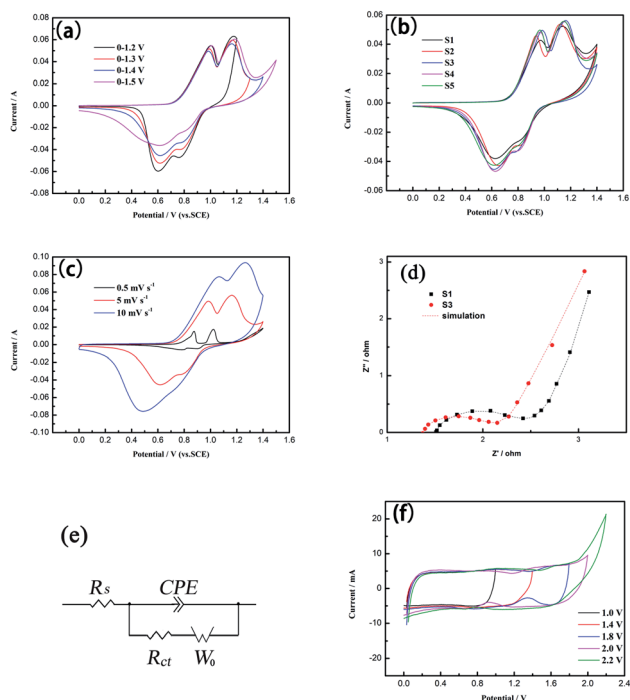 (a)
0-1.2 V
0-1.3 V
0-1.4 V
0-1.5 V
0.08
0.06
0.04
0.02
0.00
-0.02
-0.04
-0.06
-0.08
Current / A
0.0 0.2 0.4 0.6 0.8 1.0 1.2 1.4 1.6
Potential / V (vs.SCE)
(b)
S1
S2
S3
S4
S5
0.06
0.04
0.02
0.00
-0.02
-0.04
-0.06
Current / A
0.0 0.2 0.4 0.6 0.8 1.0 1.2 1.4 1.6
Potential / V (vs.SCE)
(c)
0.5 mV s⁻¹
5 mV s⁻¹
10 mV s⁻¹
0.10
0.08
0.06
0.04
0.02
0.00
-0.02
-0.04
-0.06
-0.08
0.10
Current / A
0.0 0.2 0.4 0.6 0.8 1.0 1.2 1.4 1.6
Potential / V (vs.SCE)
(d)
S1
S3
simulation
3
2
1
0
Z'' / ohm
1 2 3
Z' / ohm
(e)
Rs CPE
Rct W0
(f)
1.0 V
1.4 V
1.8 V
2.0 V
2.2 V
20
10
0
-10
-20
Current / mA
0.0 0.4 0.8 1.2 1.6 2.0 2.4
Potential / V